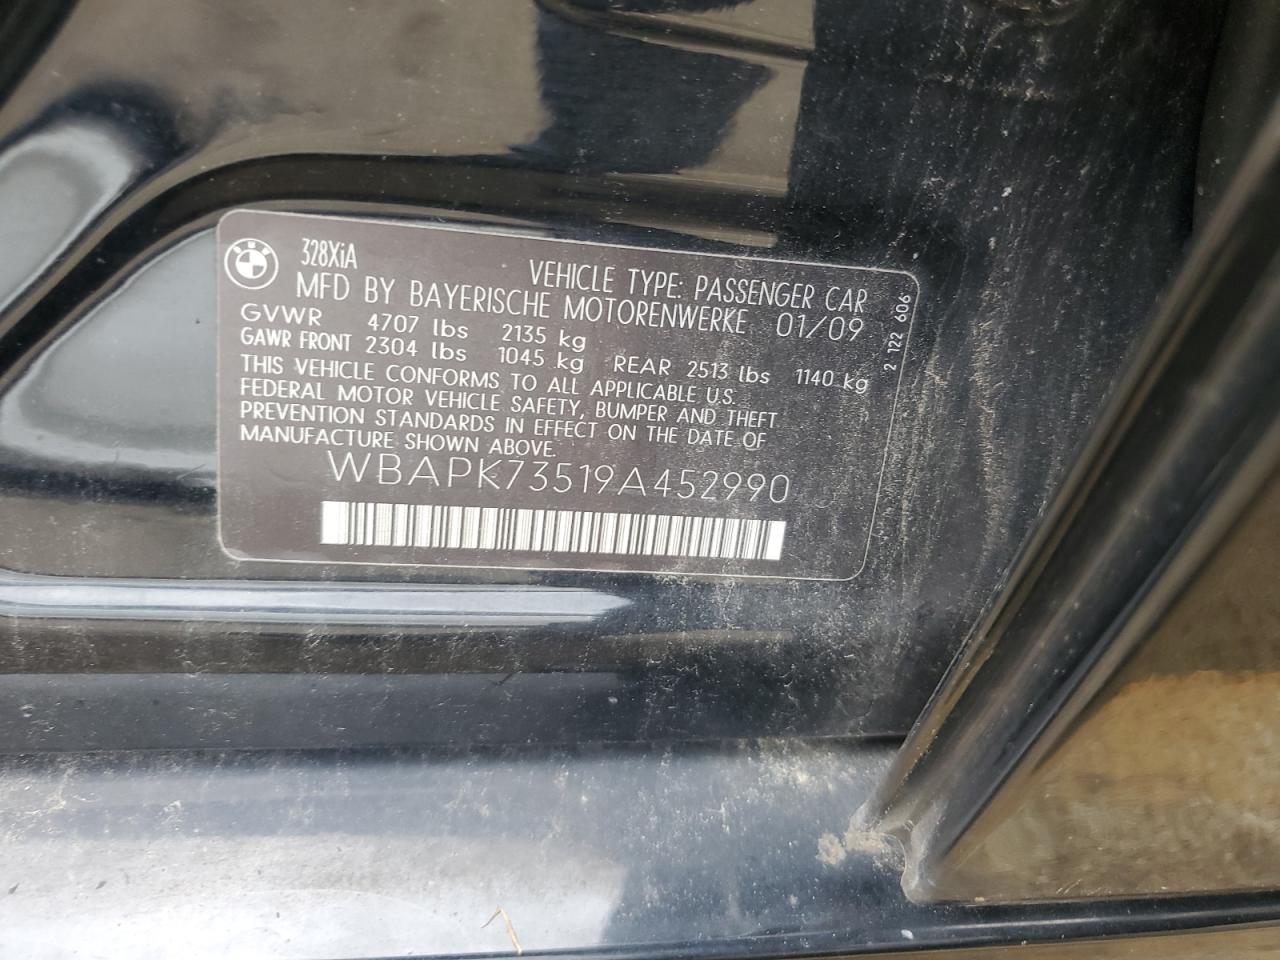 328XiA
VEHICLE TYPE: PASSENGER CAR
MFD BY BAYERISCHE MOTORENWERKE 01/09
GVWR 4707 lbs 2135 kg
GAWR FRONT 2304 lbs 1045 kg REAR 2513 lbs 1140 kg
THIS VEHICLE CONFORMS TO ALL APPLICABLE U.S.
FEDERAL MOTOR VEHICLE SAFETY, BUMPER AND THEFT
PREVENTION STANDARDS IN EFFECT ON THE DATE OF
MANUFACTURE SHOWN ABOVE.
WBAPK73519A452990
2 122 606